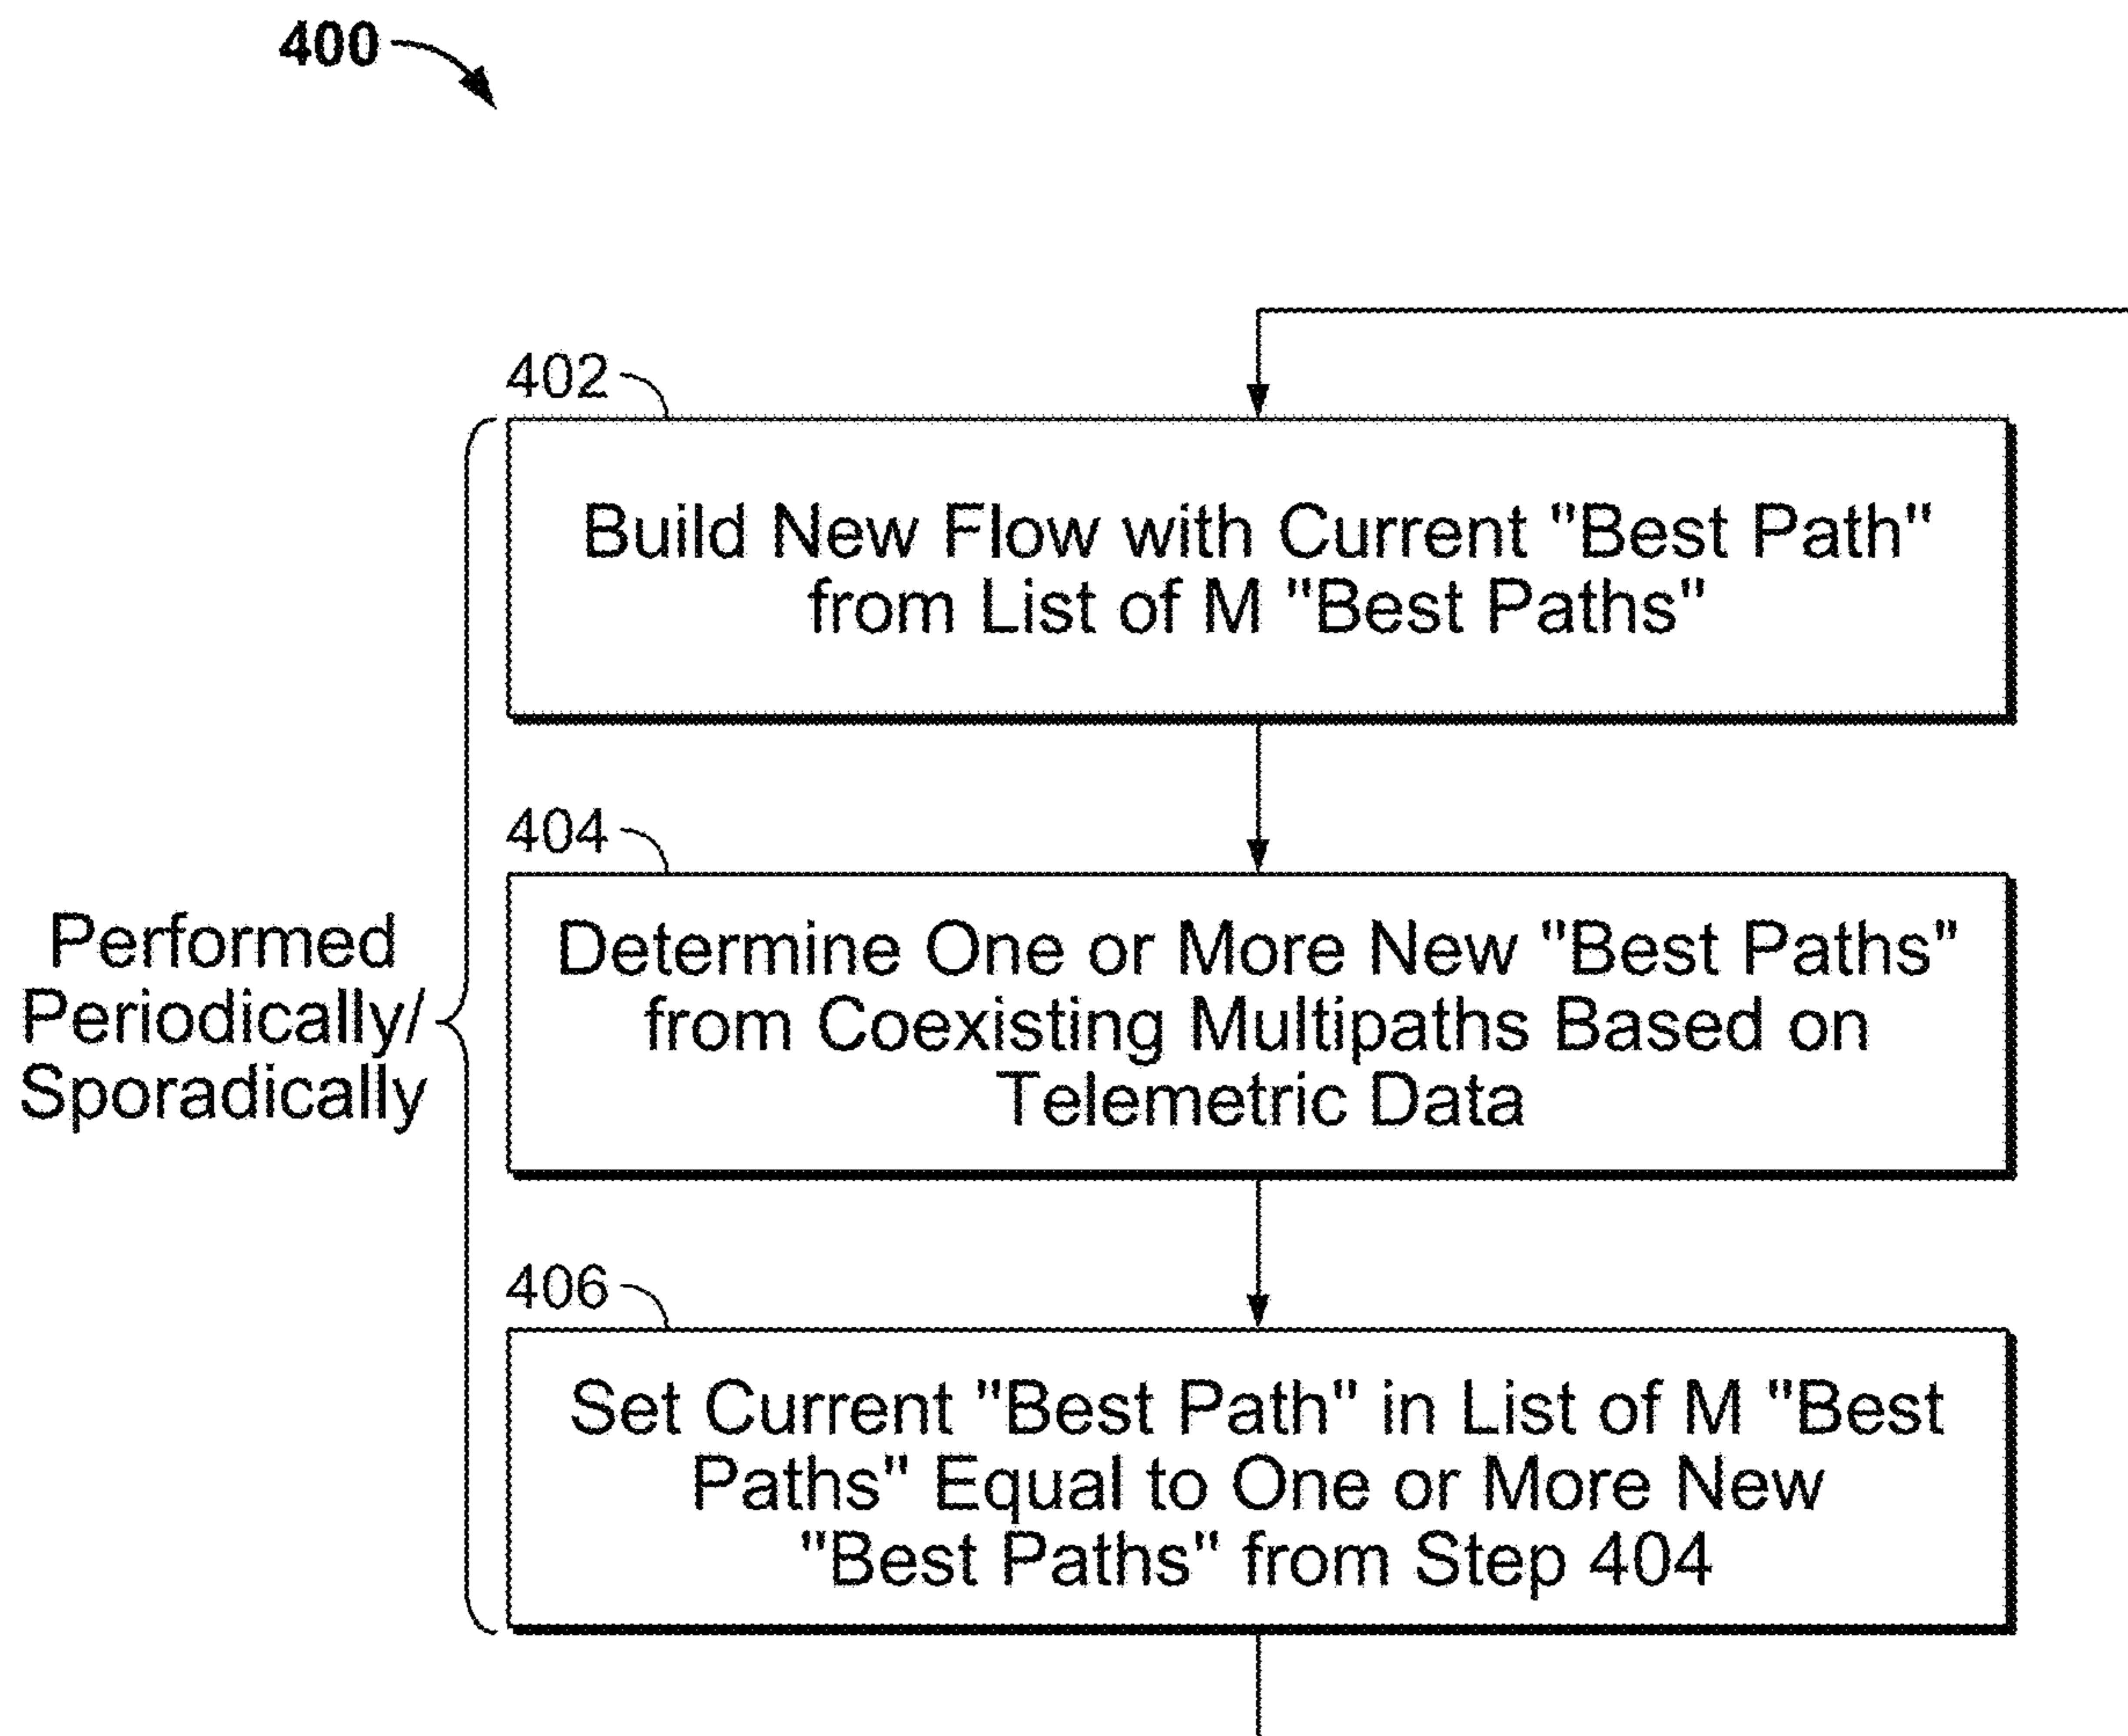 400
402
Build New Flow with Current "Best Path"
from List of M "Best Paths"
404
Determine One or More New "Best Paths"
from Coexisting Multipaths Based on
Telemetric Data
Performed
Periodically/
Sporadically
406
Set Current "Best Path" in List of M "Best
Paths" Equal to One or More New
"Best Paths" from Step 404